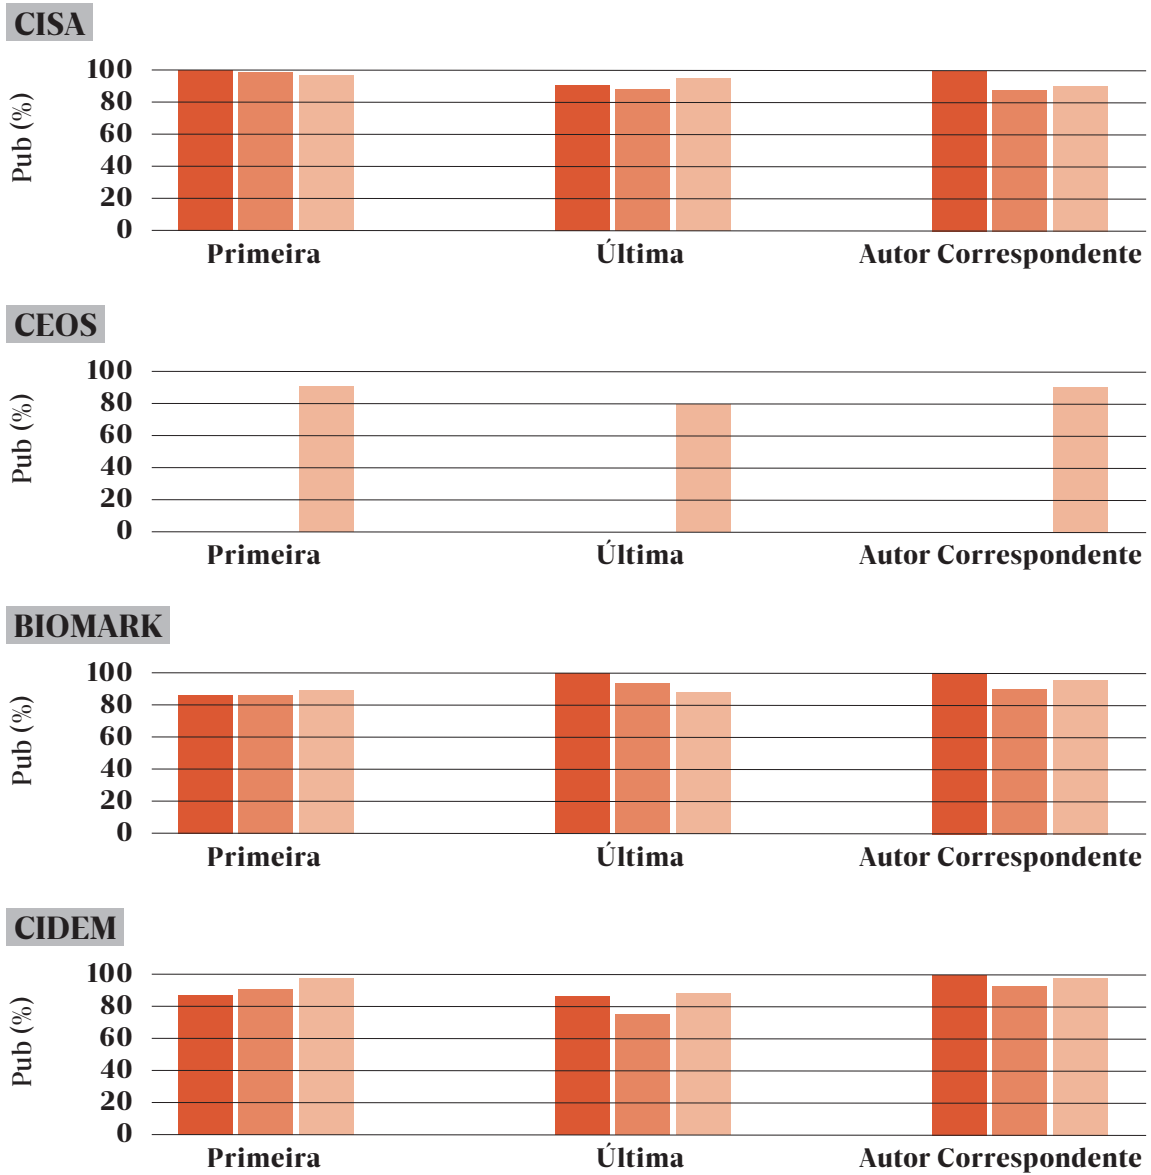 CISA
Pub (%)
100
80
60
40
20
0
Primeira
Última
Autor Correspondente
CEOS
Pub (%)
100
80
60
40
20
0
Primeira
Última
Autor Correspondente
BIOMARK
Pub (%)
100
80
60
40
20
0
Primeira
Última
Autor Correspondente
CIDEM
Pub (%)
100
80
60
40
20
0
Primeira
Última
Autor Correspondente